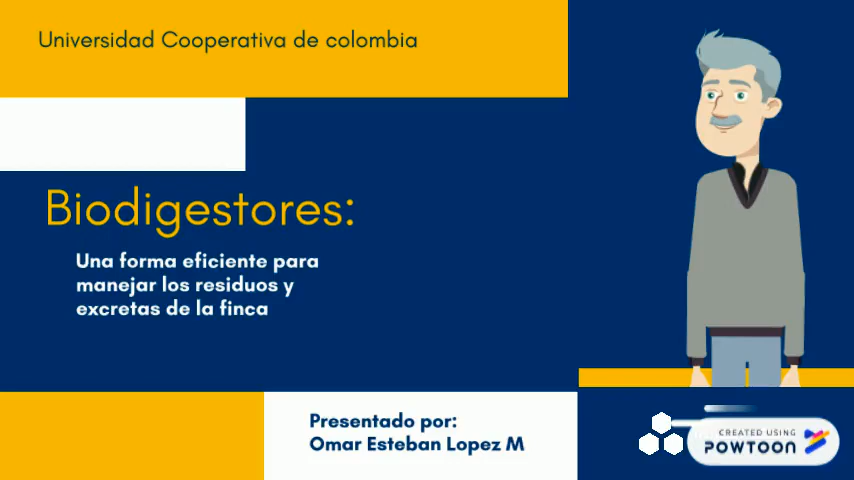 Universidad Cooperativa de colombia
Biodigestores:
Una forma eficiente para
manejar los residuos y
excretas de la finca
Presentado por:
Omar Esteban Lopez M
CREATED USING
POWTOON